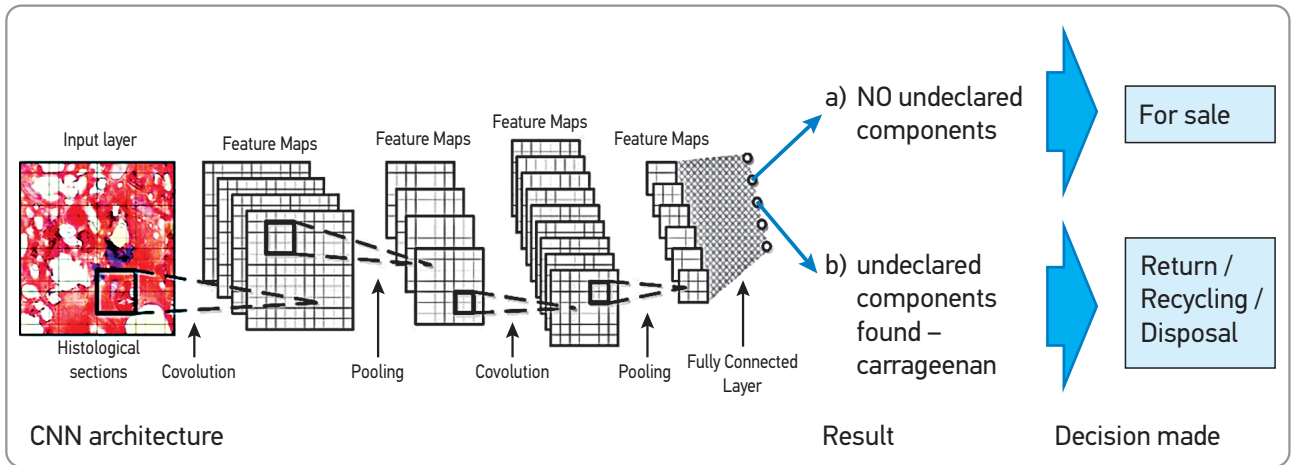 Input layer
Feature Maps
Feature Maps
Feature Maps
Feature Maps
Histological
sections
Covolution
Pooling
Covolution
Pooling
Fully Connected
Layer
a) NO undeclared
components
b) undeclared
components
found –
carrageenan
For sale
Return /
Recycling /
Disposal
CNN architecture
Result
Decision made